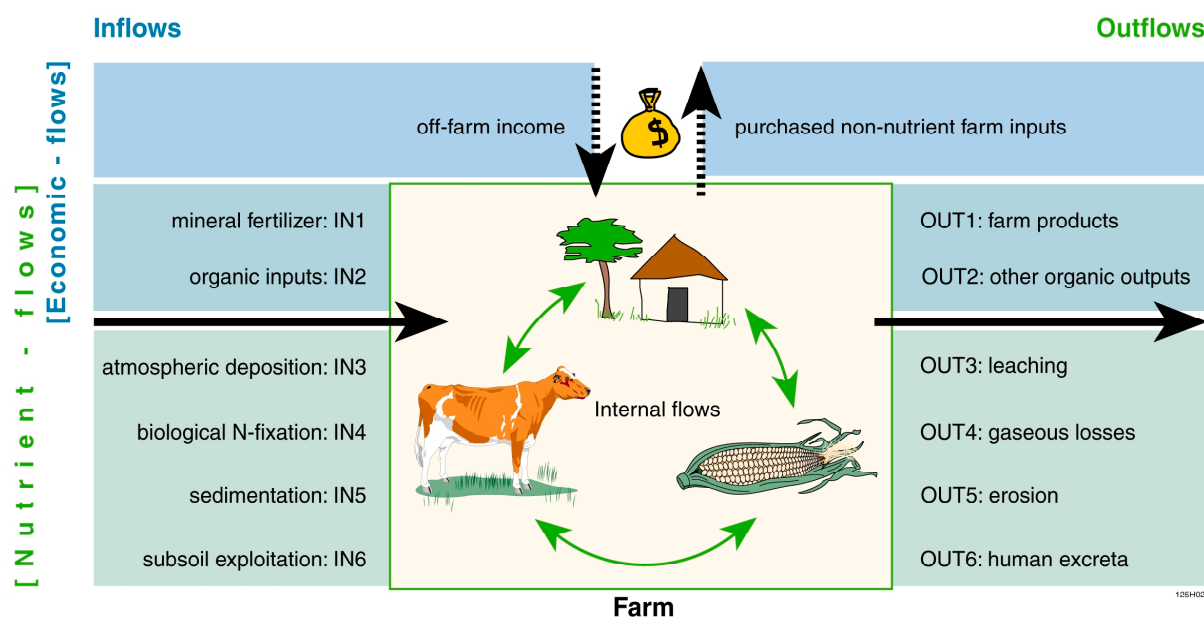 Inflows
Outflows
[Economic - flows]
[Nutrient - flows]
off-farm income
$
purchased non-nutrient farm inputs
mineral fertilizer: IN1
OUT1: farm products
organic inputs: IN2
OUT2: other organic outputs
atmospheric deposition: IN3
OUT3: leaching
Internal flows
biological N-fixation: IN4
OUT4: gaseous losses
sedimentation: IN5
OUT5: erosion
subsoil exploitation: IN6
OUT6: human excreta
125H02
Farm